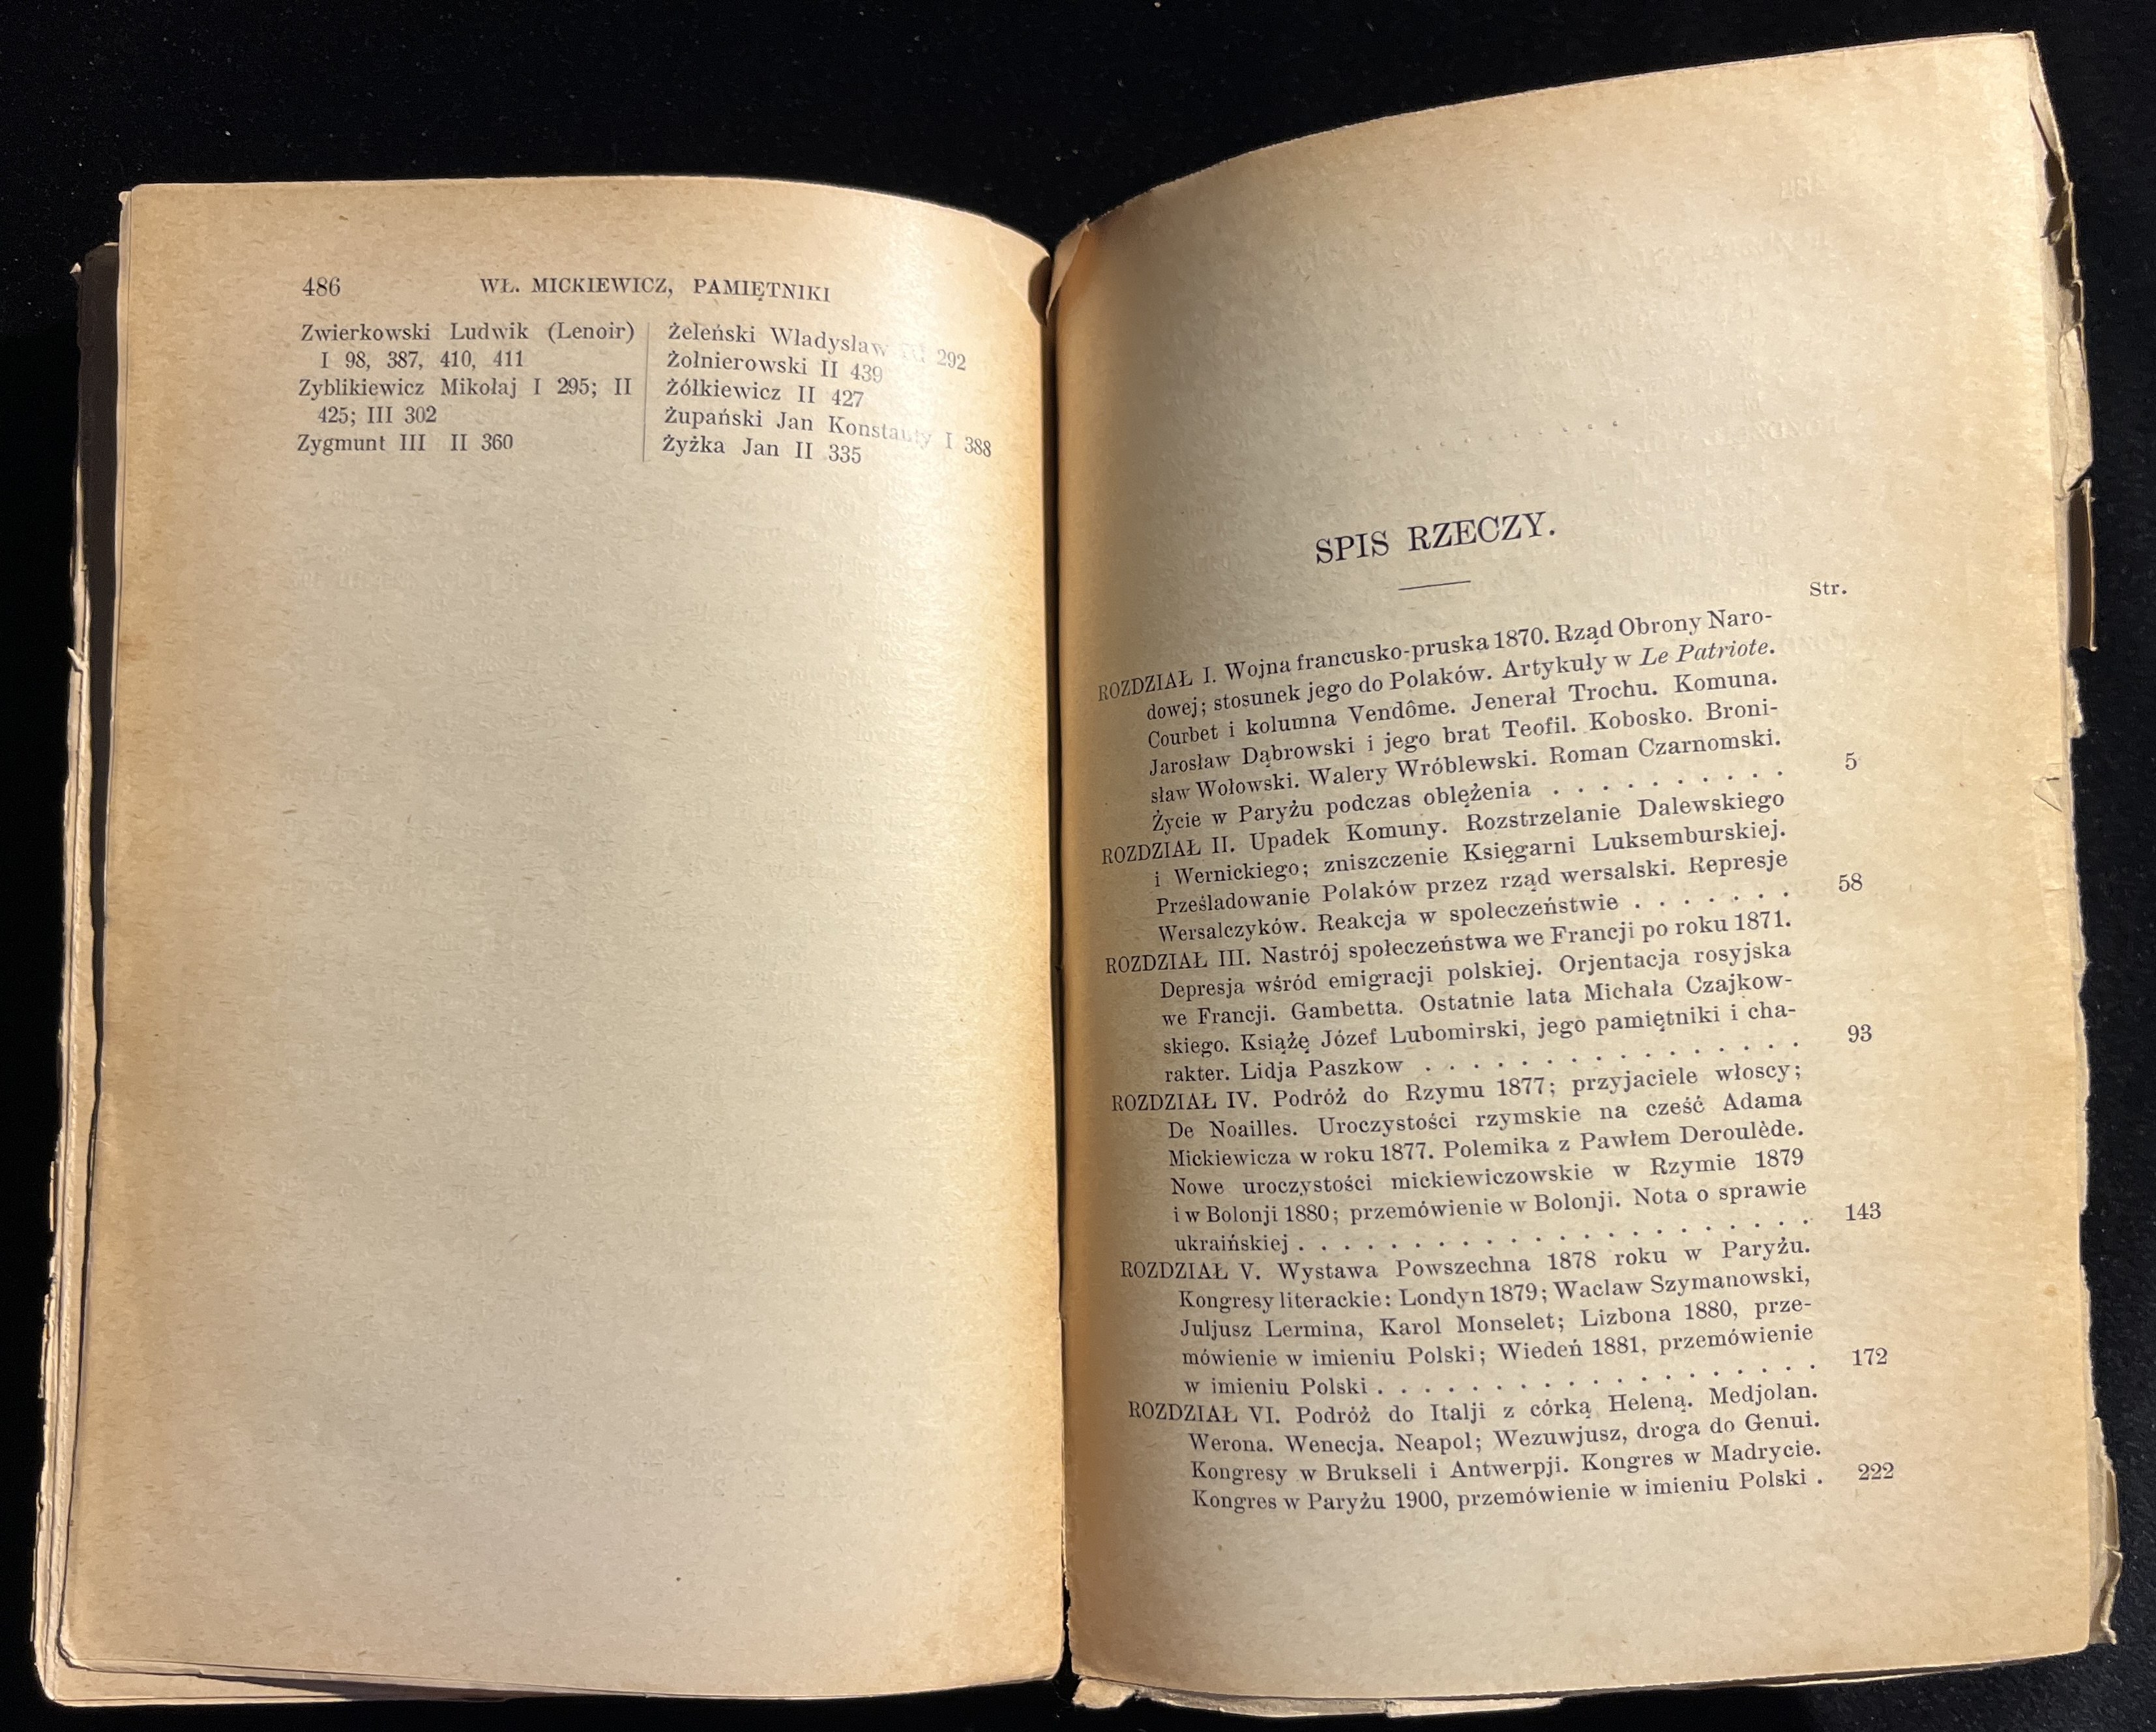 486 WŁ. MICKIEWICZ, PAMIĘTNIKI
Zwierkowski Ludwik (Lenoir)
I 98, 387, 410, 411
Zyblikiewicz Mikołaj I 295; II
425; III 302
Zygmunt III II 360
Żeleński Władysław III 292
Żołnierowski II 439
Żółkiewicz II 427
Żupański Jan Konstanty I 388
Żyżka Jan II 335
SPIS RZECZY.
Str.
ROZDZIAŁ I. Wojna francusko-pruska 1870. Rząd Obrony Naro-
dowej; stosunek jego do Polaków. Artykuły w Le Patriote.
Courbet i kolumna Vendôme. Jenerał Trochu. Komuna.
Jarosław Dąbrowski i jego brat Teofil. Kobosko. Broni-
sław Wołowski. Walery Wróblewski. Roman Czarnomski.
Życie w Paryżu podczas oblężenia . . . . . . . . . 5
ROZDZIAŁ II. Upadek Komuny. Rozstrzelanie Dalewskiego
i Wernickiego; zniszczenie Księgarni Luksemburskiej.
Prześladowanie Polaków przez rząd wersalski. Represje
Wersalczyków. Reakcja w społeczeństwie . . . . . . . 58
ROZDZIAŁ III. Nastrój społeczeństwa we Francji po roku 1871.
Depresja wśród emigracji polskiej. Orjentacja rosyjska
we Francji. Gambetta. Ostatnie lata Michała Czajkow-
skiego. Książę Józef Lubomirski, jego pamiętniki i cha-
rakter. Lidja Paszkow . . . . . . . . . . . . . . 93
ROZDZIAŁ IV. Podróż do Rzymu 1877; przyjaciele włoscy;
De Noailles. Uroczystości rzymskie na cześć Adama
Mickiewicza w roku 1877. Polemika z Pawłem Deroulède.
Nowe uroczystości mickiewiczowskie w Rzymie 1879
i w Bolonji 1880; przemówienie w Bolonji. Nota o sprawie
ukraińskiej . . . . . . . . . . . . . . . . . . 143
ROZDZIAŁ V. Wystawa Powszechna 1878 roku w Paryżu.
Kongresy literackie: Londyn 1879; Wacław Szymanowski,
Juljusz Lermina, Karol Monselet; Lizbona 1880, prze-
mówienie w imieniu Polski; Wiedeń 1881, przemówienie
w imieniu Polski . . . . . . . . . . . . . . . 172
ROZDZIAŁ VI. Podróż do Italji z córką Heleną. Medjolan.
Werona. Wenecja. Neapol; Wezuwjusz, droga do Genui.
Kongresy w Brukseli i Antwerpji. Kongres w Madrycie.
Kongres w Paryżu 1900, przemówienie w imieniu Polski . 222